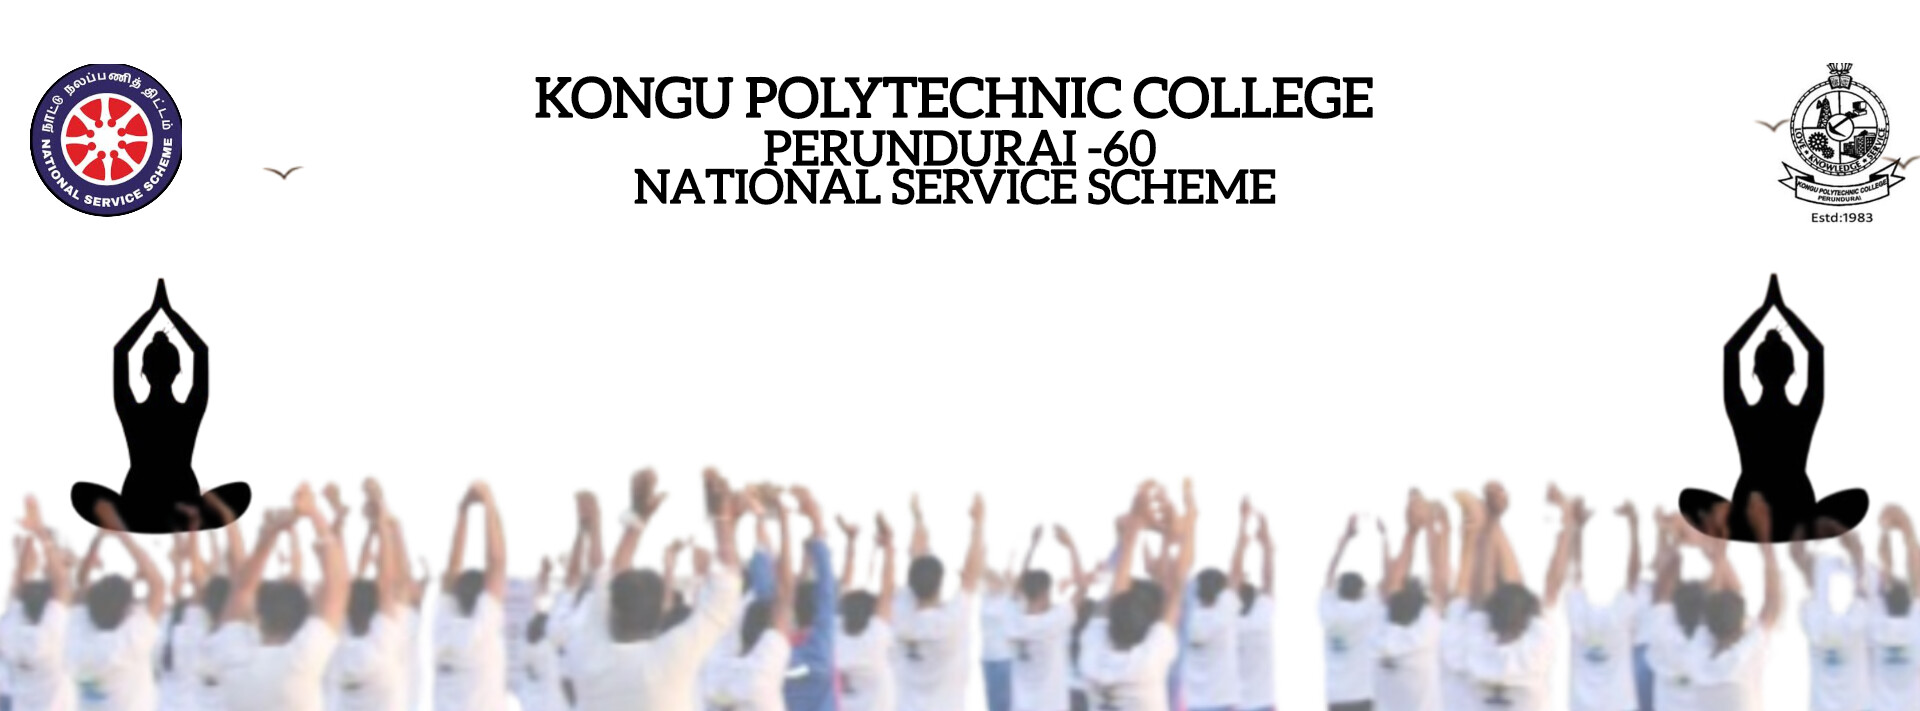 KONGU POLYTECHNIC COLLEGE
PERUNDURAI -60
NATIONAL SERVICE SCHEME
நாட்டு நலப்பணித் திட்டம்
NATIONAL SERVICE SCHEME
LOVE • KNOWLEDGE • SERVICE
KONGU POLYTECHNIC COLLEGE
PERUNDURAI
Estd:1983